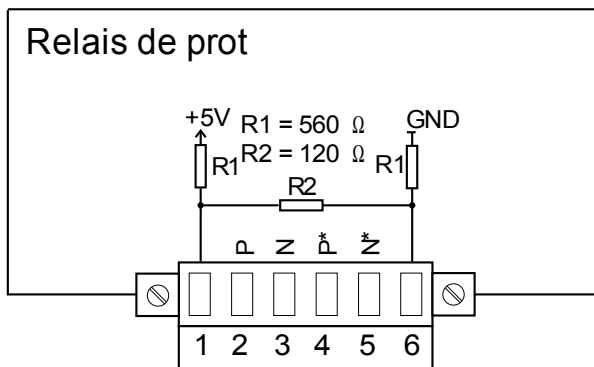 Relais de prot
+5V R1 = 560 Ω GND
R1 R2 = 120 Ω R1
R2
P N P* N*
1 2 3 4 5 6